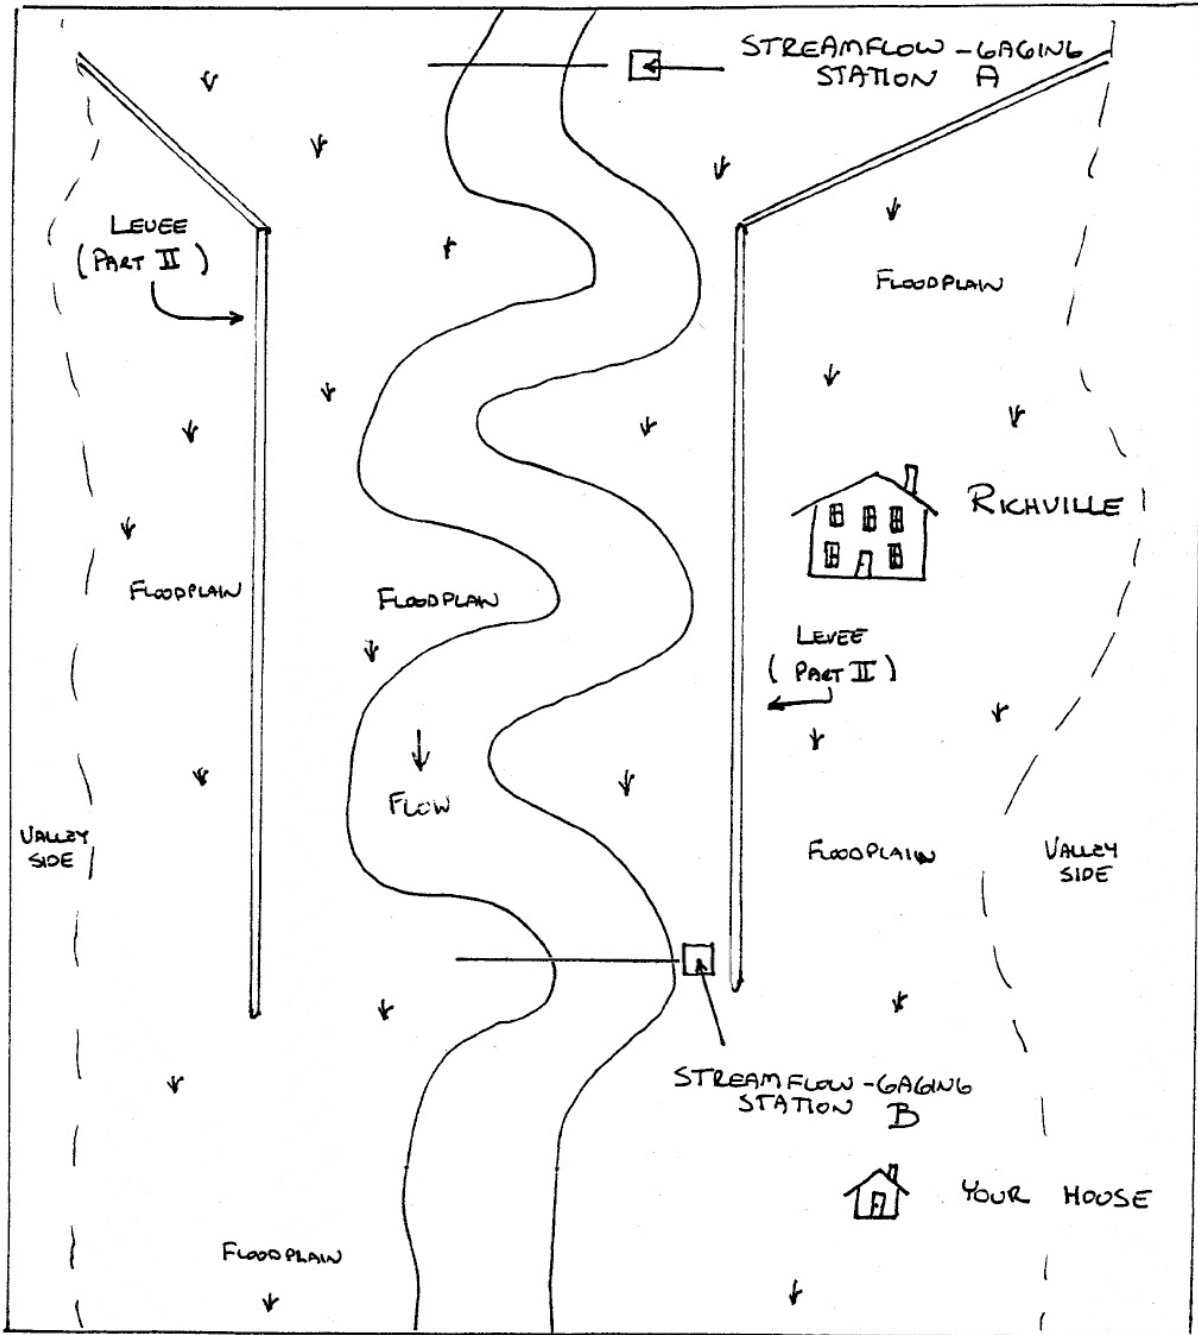 STREAMFLOW-GAGING
STATION A
LEVEE
(PART II)
FLOODPLAIN
RICHVILLE
FLOODPLAIN
FLOODPLAIN
LEVEE
(PART II)
FLOW
VALLEY
SIDE
FLOODPLAIN
VALLEY
SIDE
STREAMFLOW-GAGING
STATION B
YOUR HOUSE
FLOODPLAIN